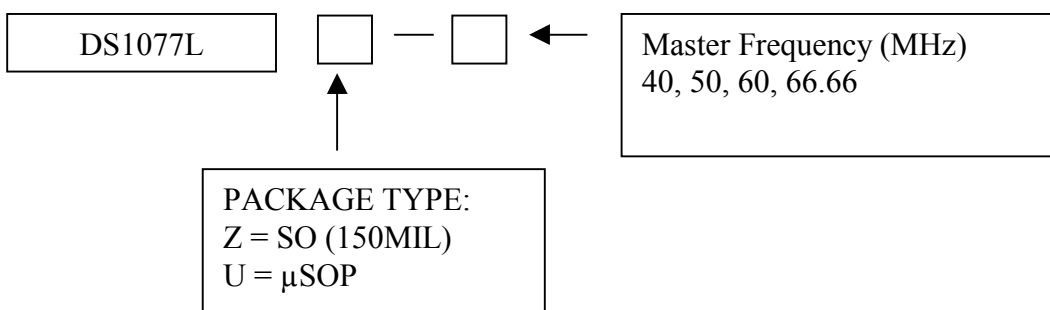 DS1077L
—
Master Frequency (MHz)
40, 50, 60, 66.66
PACKAGE TYPE:
Z = SO (150MIL)
U = µSOP